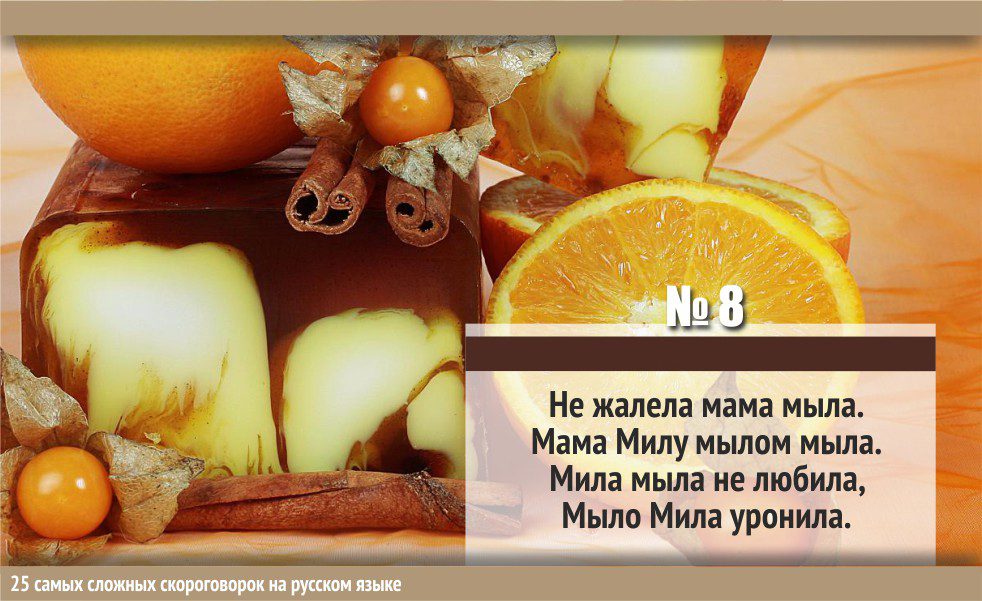 № 8
Не жалела мама мыла.
Мама Милу мылом мыла.
Мила мыла не любила,
Мыло Мила уронила.
25 самых сложных скороговорок на русском языке